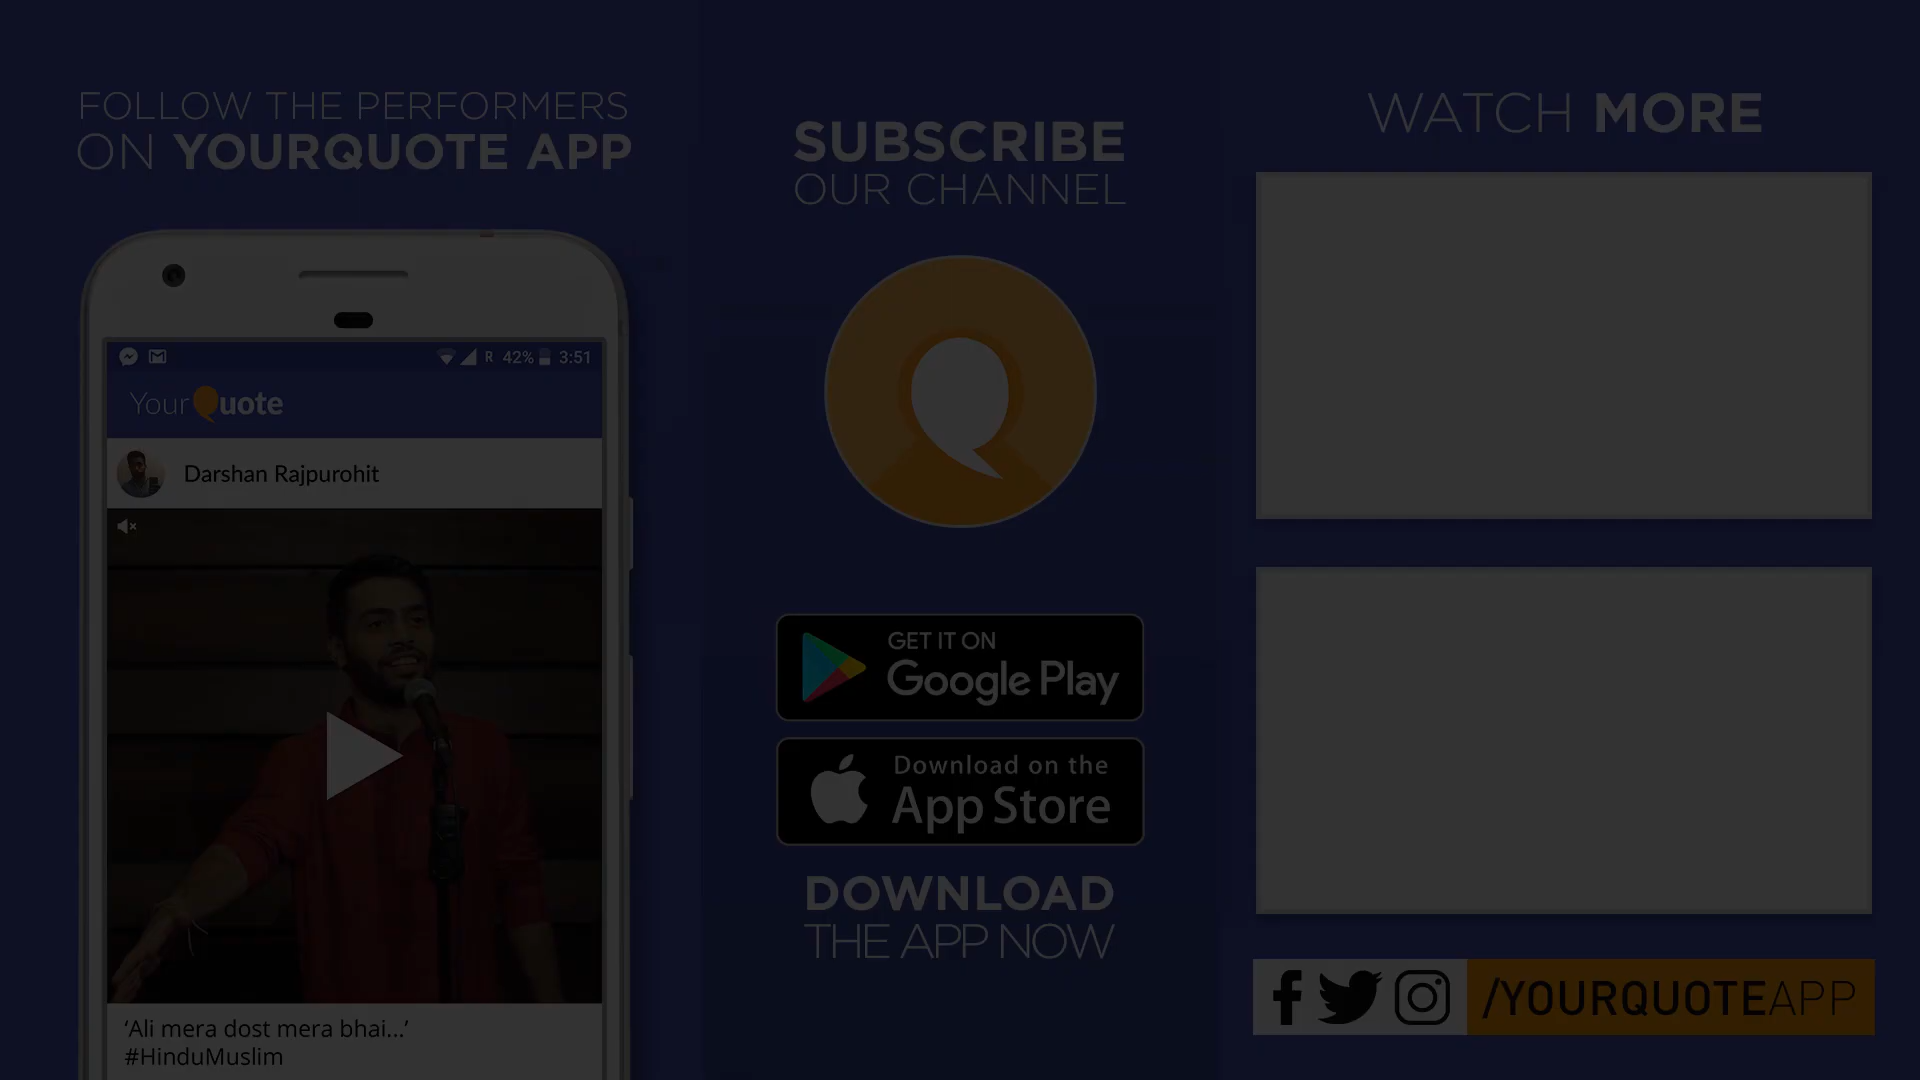 FOLLOW THE PERFORMERS
ON YOURQUOTE APP
R 42% 3:51
YourQuote
Darshan Rajpurohit
‘Ali mera dost mera bhai...’
#HinduMuslim
SUBSCRIBE
OUR CHANNEL
GET IT ON
Google Play
Download on the
App Store
DOWNLOAD
THE APP NOW
WATCH MORE
/YOURQUOTEAPP